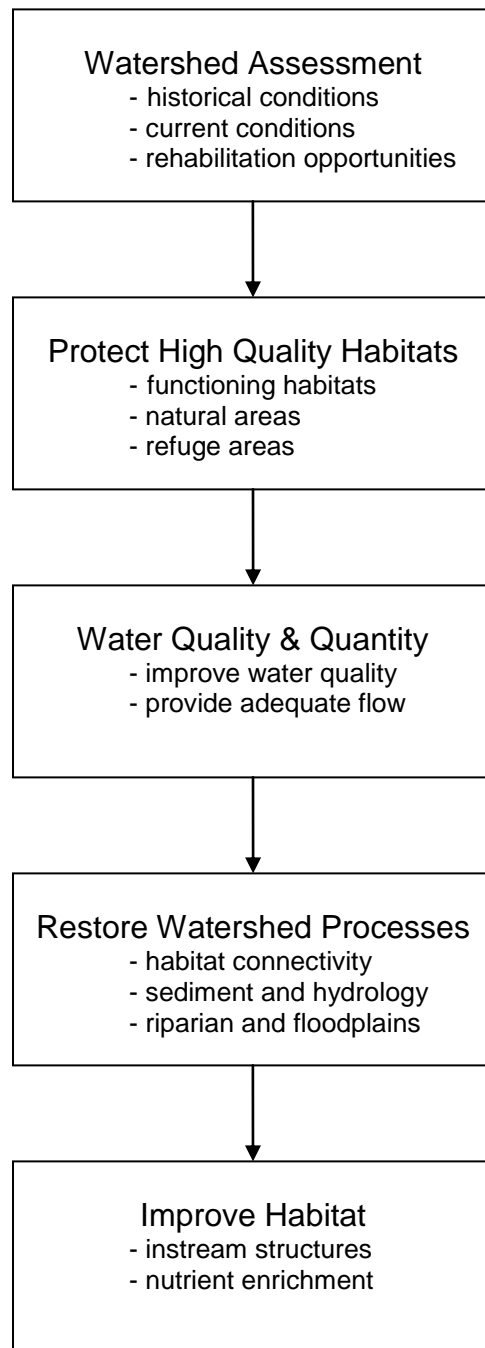 Watershed Assessment
- historical conditions
- current conditions
- rehabilitation opportunities
Protect High Quality Habitats
- functioning habitats
- natural areas
- refuge areas
Water Quality & Quantity
- improve water quality
- provide adequate flow
Restore Watershed Processes
- habitat connectivity
- sediment and hydrology
- riparian and floodplains
Improve Habitat
- instream structures
- nutrient enrichment